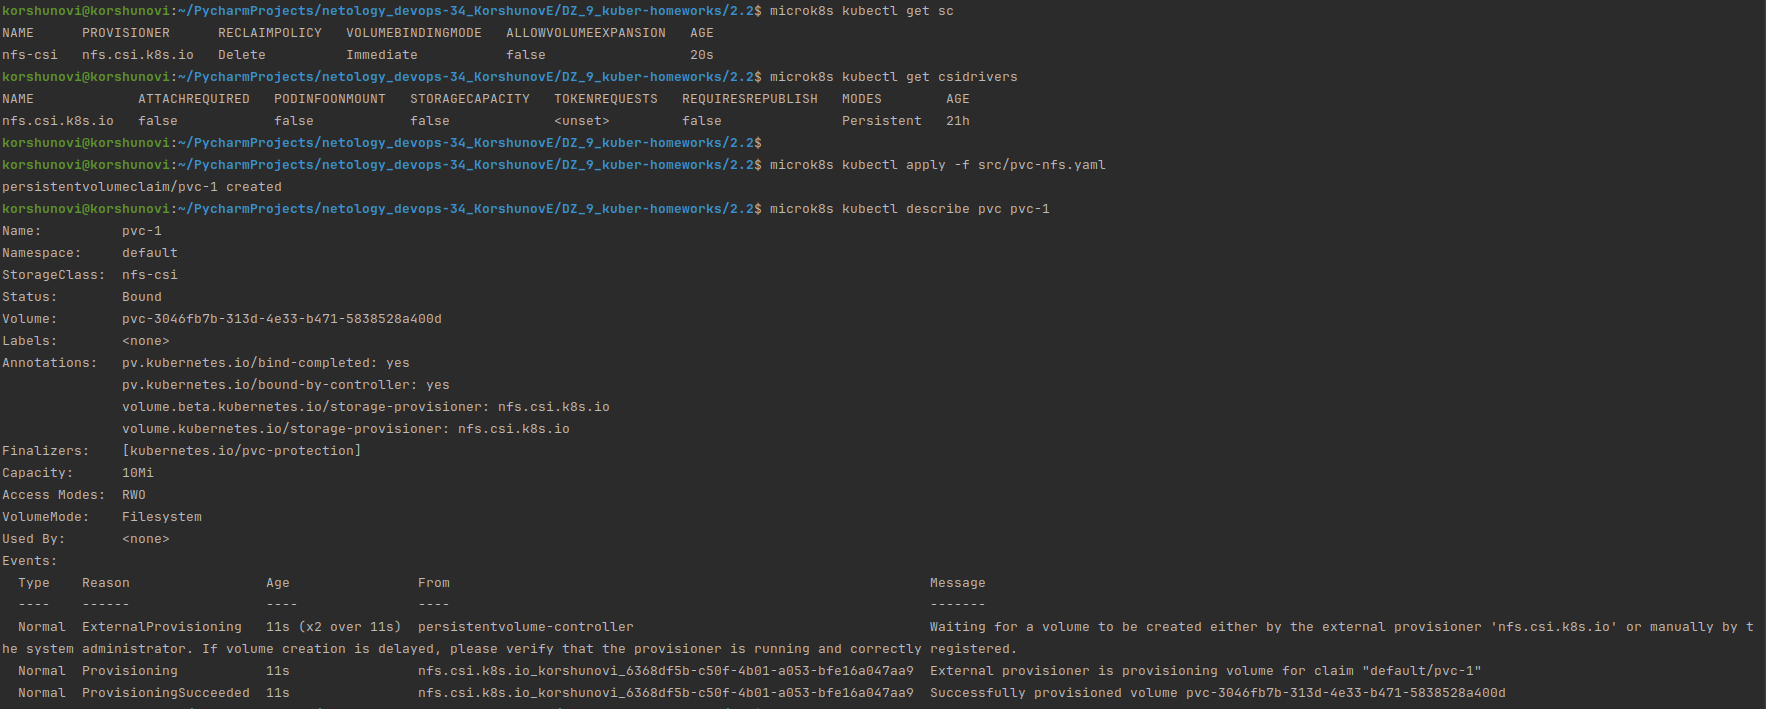 korshunovi@korshunovi:~/PycharmProjects/netology_devops-34_KorshunovE/DZ_9_kuber-homeworks/2.2$ microk8s kubectl get sc
NAME      PROVISIONER      RECLAIMPOLICY   VOLUMEBINDINGMODE   ALLOWVOLUMEEXPANSION   AGE
nfs-csi   nfs.csi.k8s.io   Delete          Immediate           false                  20s
korshunovi@korshunovi:~/PycharmProjects/netology_devops-34_KorshunovE/DZ_9_kuber-homeworks/2.2$ microk8s kubectl get csidrivers
NAME             ATTACHREQUIRED   PODINFOONMOUNT   STORAGECAPACITY   TOKENREQUESTS   REQUIRESREPUBLISH   MODES        AGE
nfs.csi.k8s.io   false            false            false             <unset>         false               Persistent   21h
korshunovi@korshunovi:~/PycharmProjects/netology_devops-34_KorshunovE/DZ_9_kuber-homeworks/2.2$
korshunovi@korshunovi:~/PycharmProjects/netology_devops-34_KorshunovE/DZ_9_kuber-homeworks/2.2$ microk8s kubectl apply -f src/pvc-nfs.yaml
persistentvolumeclaim/pvc-1 created
korshunovi@korshunovi:~/PycharmProjects/netology_devops-34_KorshunovE/DZ_9_kuber-homeworks/2.2$ microk8s kubectl describe pvc pvc-1
Name:          pvc-1
Namespace:     default
StorageClass:  nfs-csi
Status:        Bound
Volume:        pvc-3046fb7b-313d-4e33-b471-5838528a400d
Labels:        <none>
Annotations:   pv.kubernetes.io/bind-completed: yes
               pv.kubernetes.io/bound-by-controller: yes
               volume.beta.kubernetes.io/storage-provisioner: nfs.csi.k8s.io
               volume.kubernetes.io/storage-provisioner: nfs.csi.k8s.io
Finalizers:    [kubernetes.io/pvc-protection]
Capacity:      10Mi
Access Modes:  RWO
VolumeMode:    Filesystem
Used By:       <none>
Events:
  Type    Reason                 Age                From                                                            Message
  ----    ------                 ----               ----                                                            -------
  Normal  ExternalProvisioning   11s (x2 over 11s)  persistentvolume-controller                                     Waiting for a volume to be created either by the external provisioner 'nfs.csi.k8s.io' or manually by t
he system administrator. If volume creation is delayed, please verify that the provisioner is running and correctly registered.
  Normal  Provisioning           11s                nfs.csi.k8s.io_korshunovi_6368df5b-c50f-4b01-a053-bfe16a047aa9  External provisioner is provisioning volume for claim "default/pvc-1"
  Normal  ProvisioningSucceeded  11s                nfs.csi.k8s.io_korshunovi_6368df5b-c50f-4b01-a053-bfe16a047aa9  Successfully provisioned volume pvc-3046fb7b-313d-4e33-b471-5838528a400d